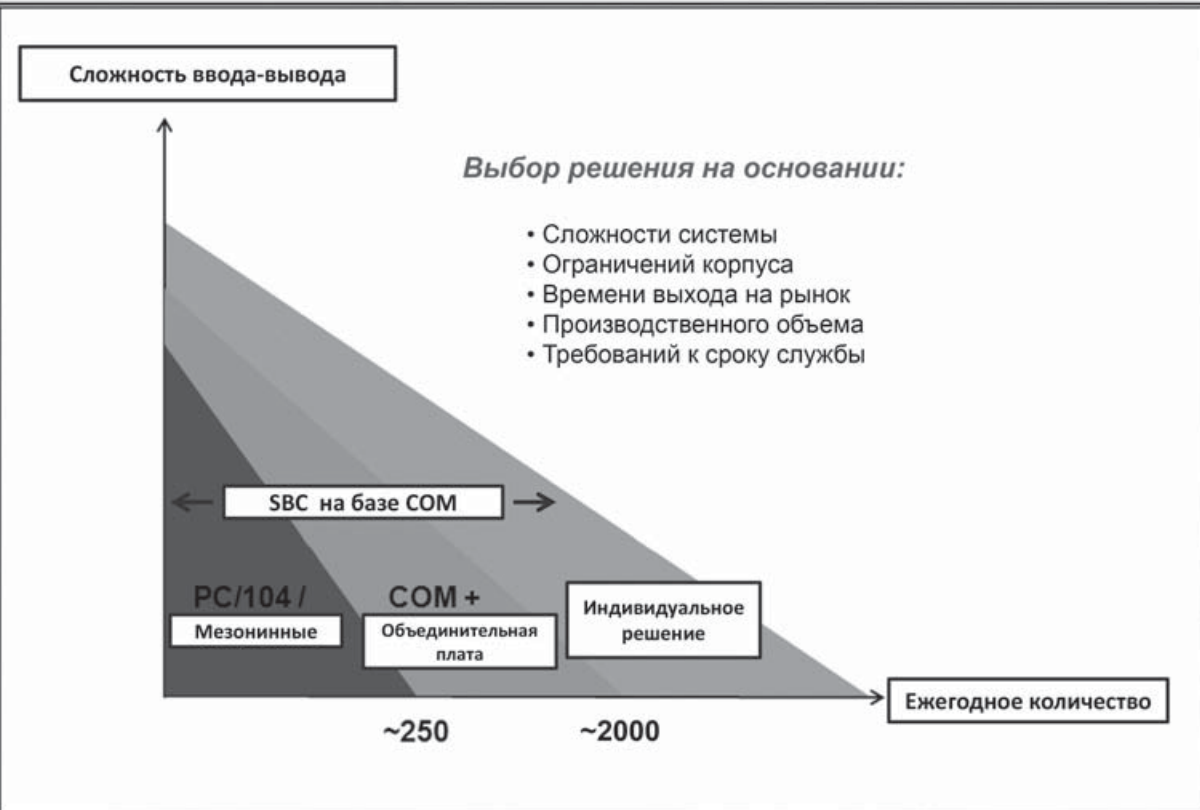 Сложность ввода-вывода
Выбор решения на основании:
• Сложности системы
• Ограничений корпуса
• Времени выхода на рынок
• Производственного объема
• Требований к сроку службы
SBC на базе COM
PC/104 /
Мезонинные
COM +
Объединительная
плата
Индивидуальное
решение
Ежегодное количество
~250
~2000